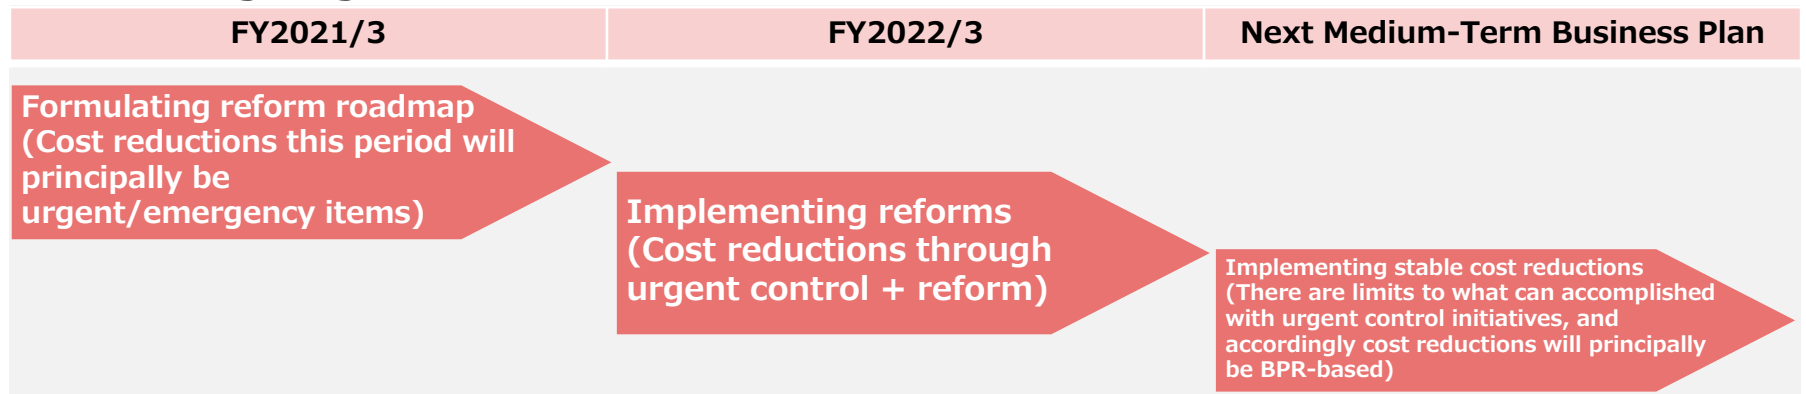 FY2021/3
FY2022/3
Next Medium-Term Business Plan
Formulating reform roadmap
(Cost reductions this period will
principally be
urgent/emergency items)
Implementing reforms
(Cost reductions through
urgent control + reform)
Implementing stable cost reductions
(There are limits to what can accomplished
with urgent control initiatives, and
accordingly cost reductions will principally
be BPR-based)